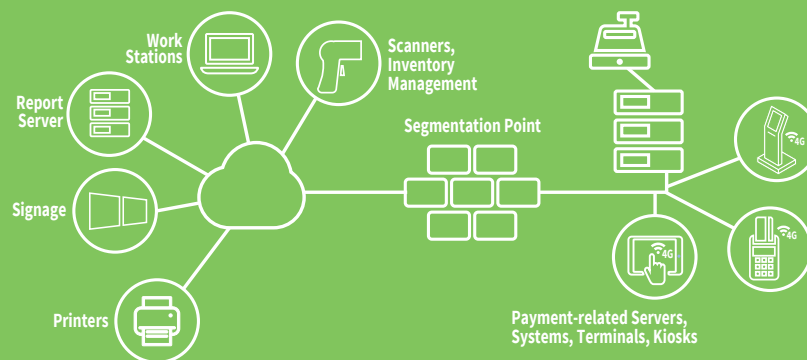 Work
Stations
Scanners,
Inventory
Management
Report
Server
Segmentation Point
Signage
Printers
4G
4G
4G
Payment-related Servers,
Systems, Terminals, Kiosks